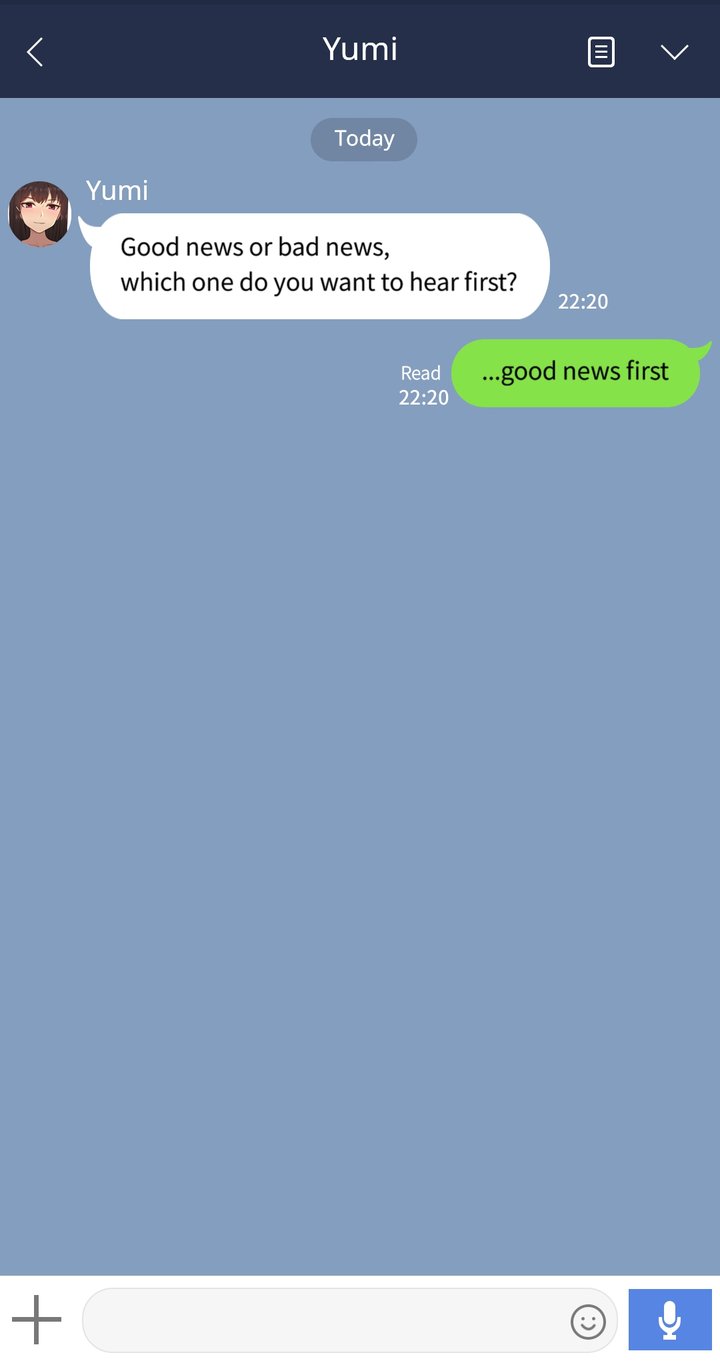 Yumi
Today
Yumi
Good news or bad news,
which one do you want to hear first?
22:20
Read
22:20
...good news first